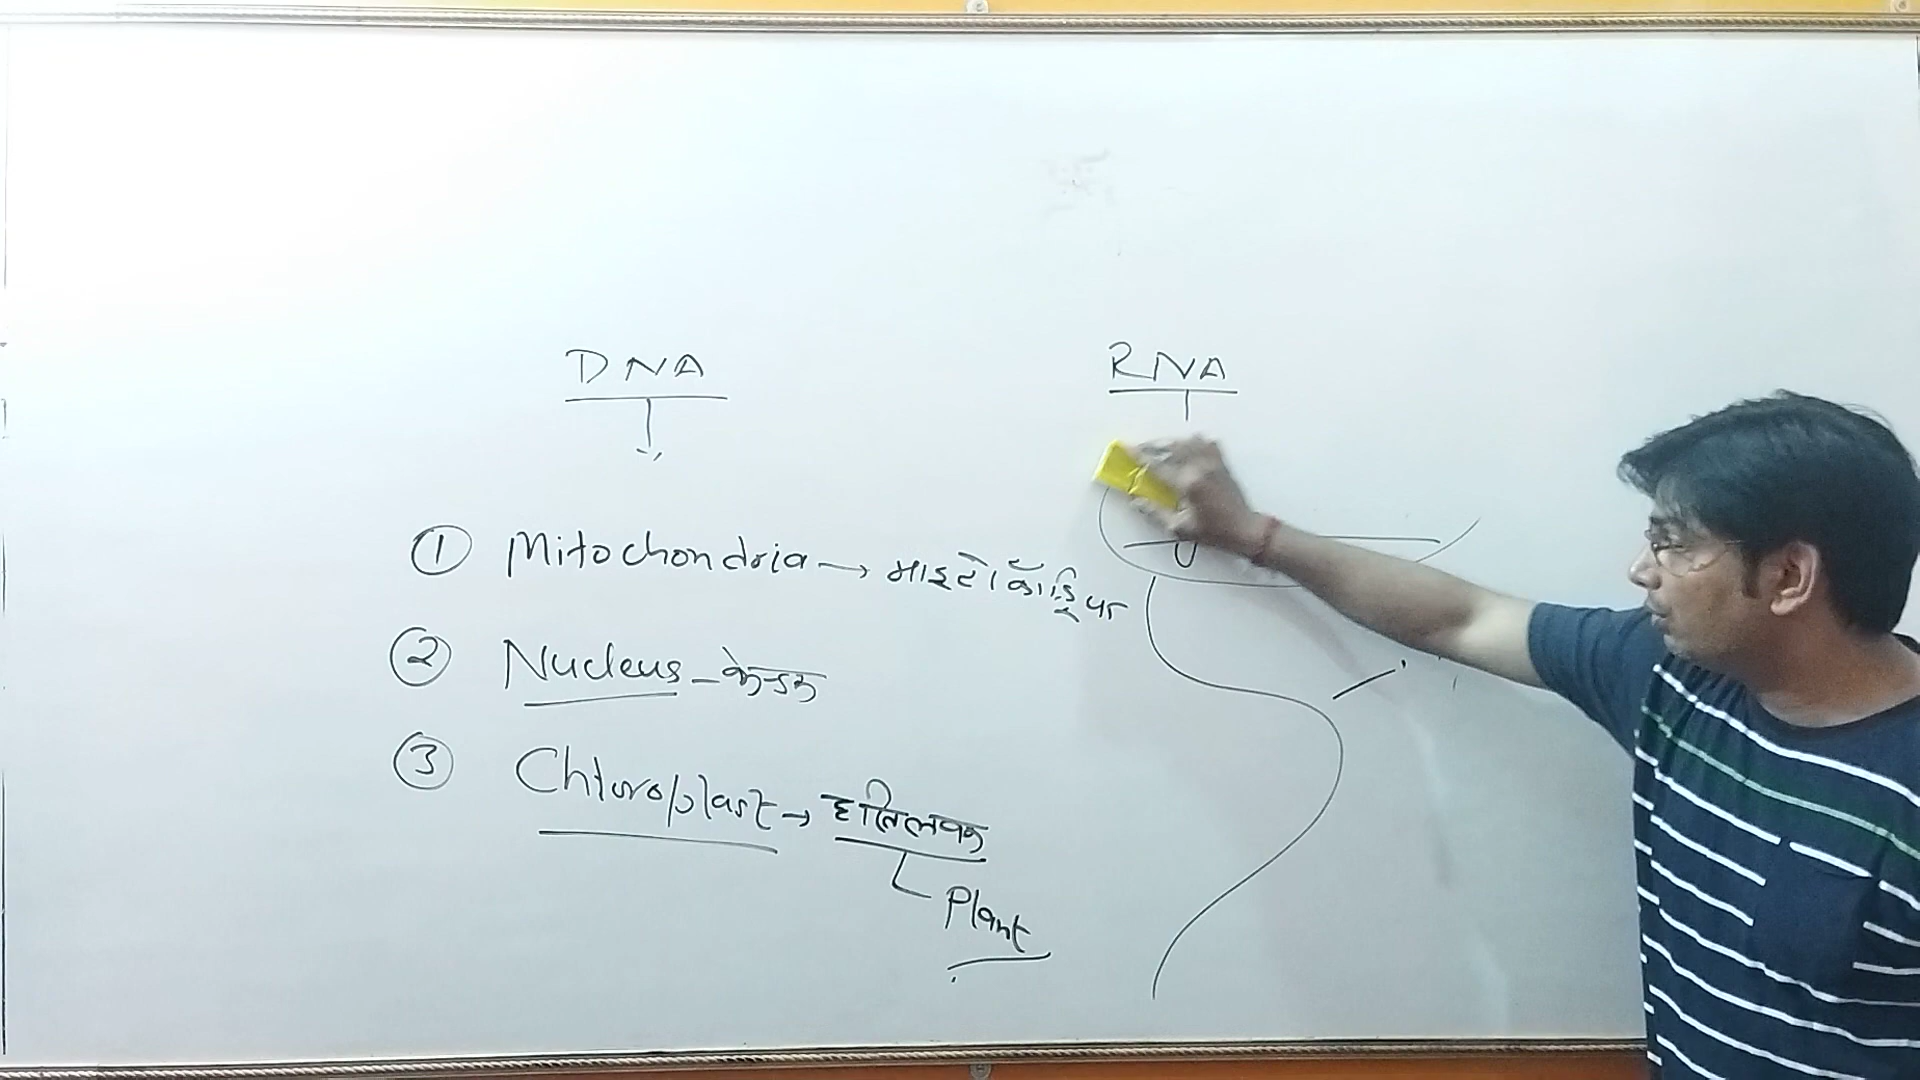 DNA
RNA
① Mitochondria → माइटोकॉंड्रिया
② Nucleus - केन्द्रक
③ Chloroplast → हरितलवक
Plant